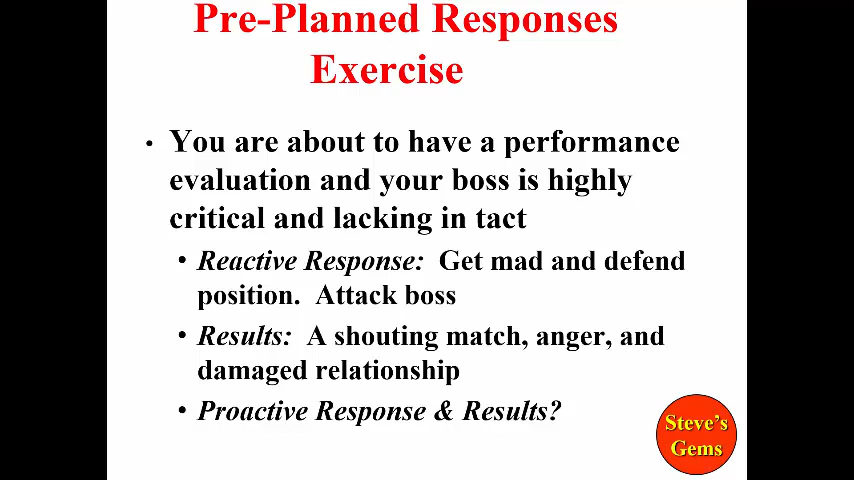 Pre-Planned Responses
Exercise
• You are about to have a performance
evaluation and your boss is highly
critical and lacking in tact
• Reactive Response: Get mad and defend
position. Attack boss
• Results: A shouting match, anger, and
damaged relationship
• Proactive Response & Results?
Steve's
Gems